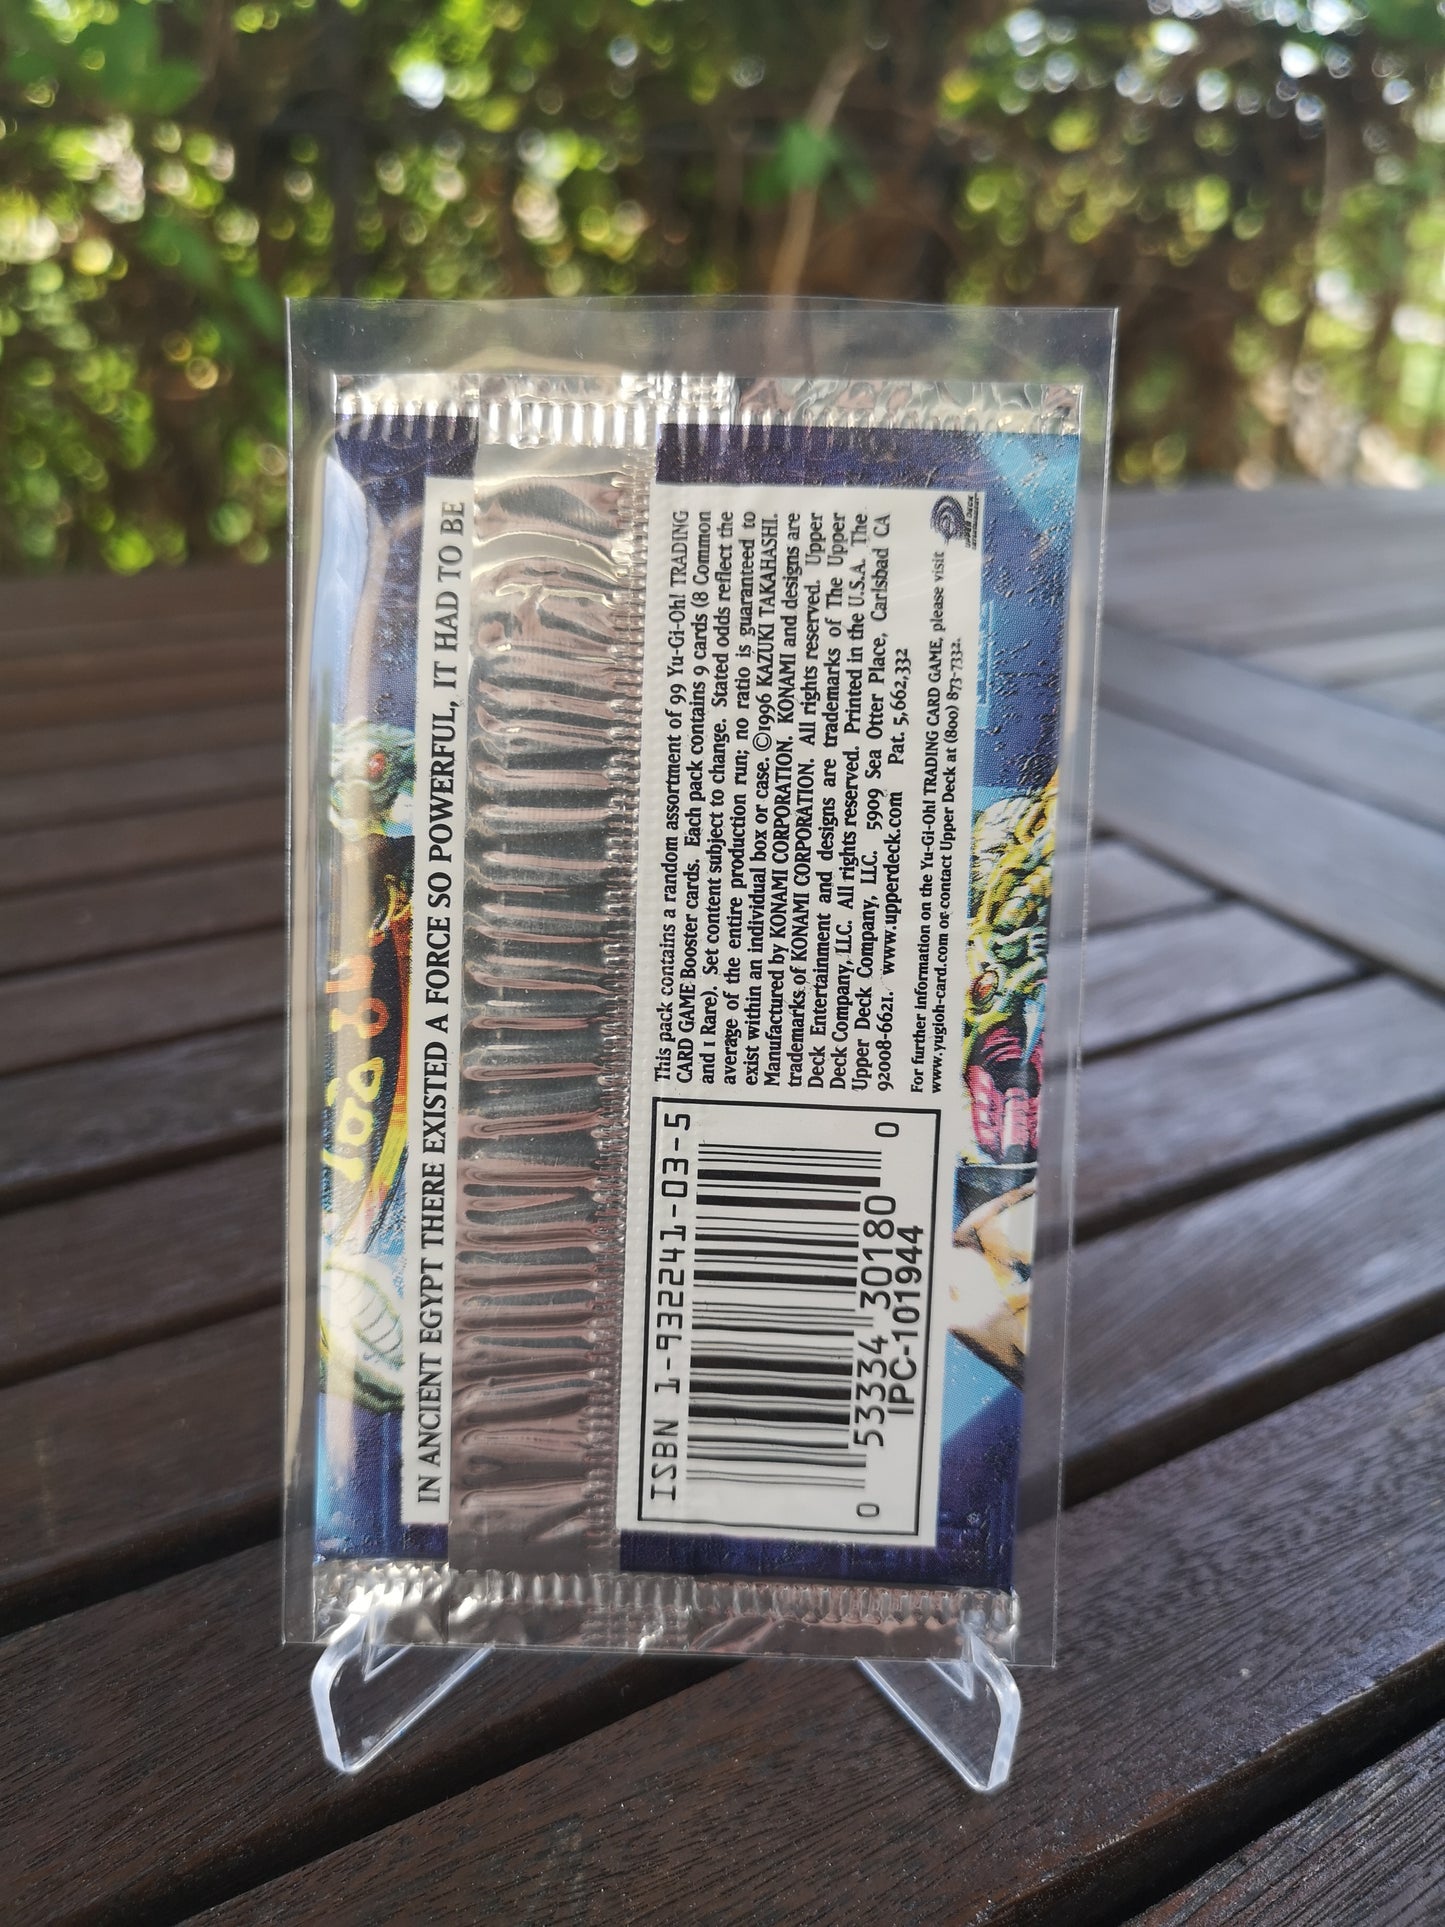 IN ANCIENT EGYPT THERE EXISTED A FORCE SO POWERFUL, IT HAD TO BE
This pack contains a random assortment of 99 Yu-Gi-Oh! TRADING
CARD GAME Booster cards. Each pack contains 9 cards (8 Common
and 1 Rare). Set content subject to change. Stated odds reflect the
average of the entire production run; no ratio is guaranteed to
exist within an individual box or case. ©1996 KAZUKI TAKAHASHI.
Manufactured by KONAMI CORPORATION. KONAMI and designs are
trademarks of KONAMI CORPORATION. All rights reserved. Upper
Deck Entertainment and designs are trademarks of The Upper
Deck Company, LLC. All rights reserved. Printed in the U.S.A. The
Upper Deck Company, LLC. 5909 Sea Otter Place, Carlsbad CA
92008-6621. www.upperdeck.com Pat. 5,662,332
For further information on the Yu-Gi-Oh! TRADING CARD GAME, please visit
www.yugioh-card.com or contact Upper Deck at (800) 873-7332.
UPPER DECK
ISBN 1-932241-03-5
0 53334 30180 0
IPC-101944